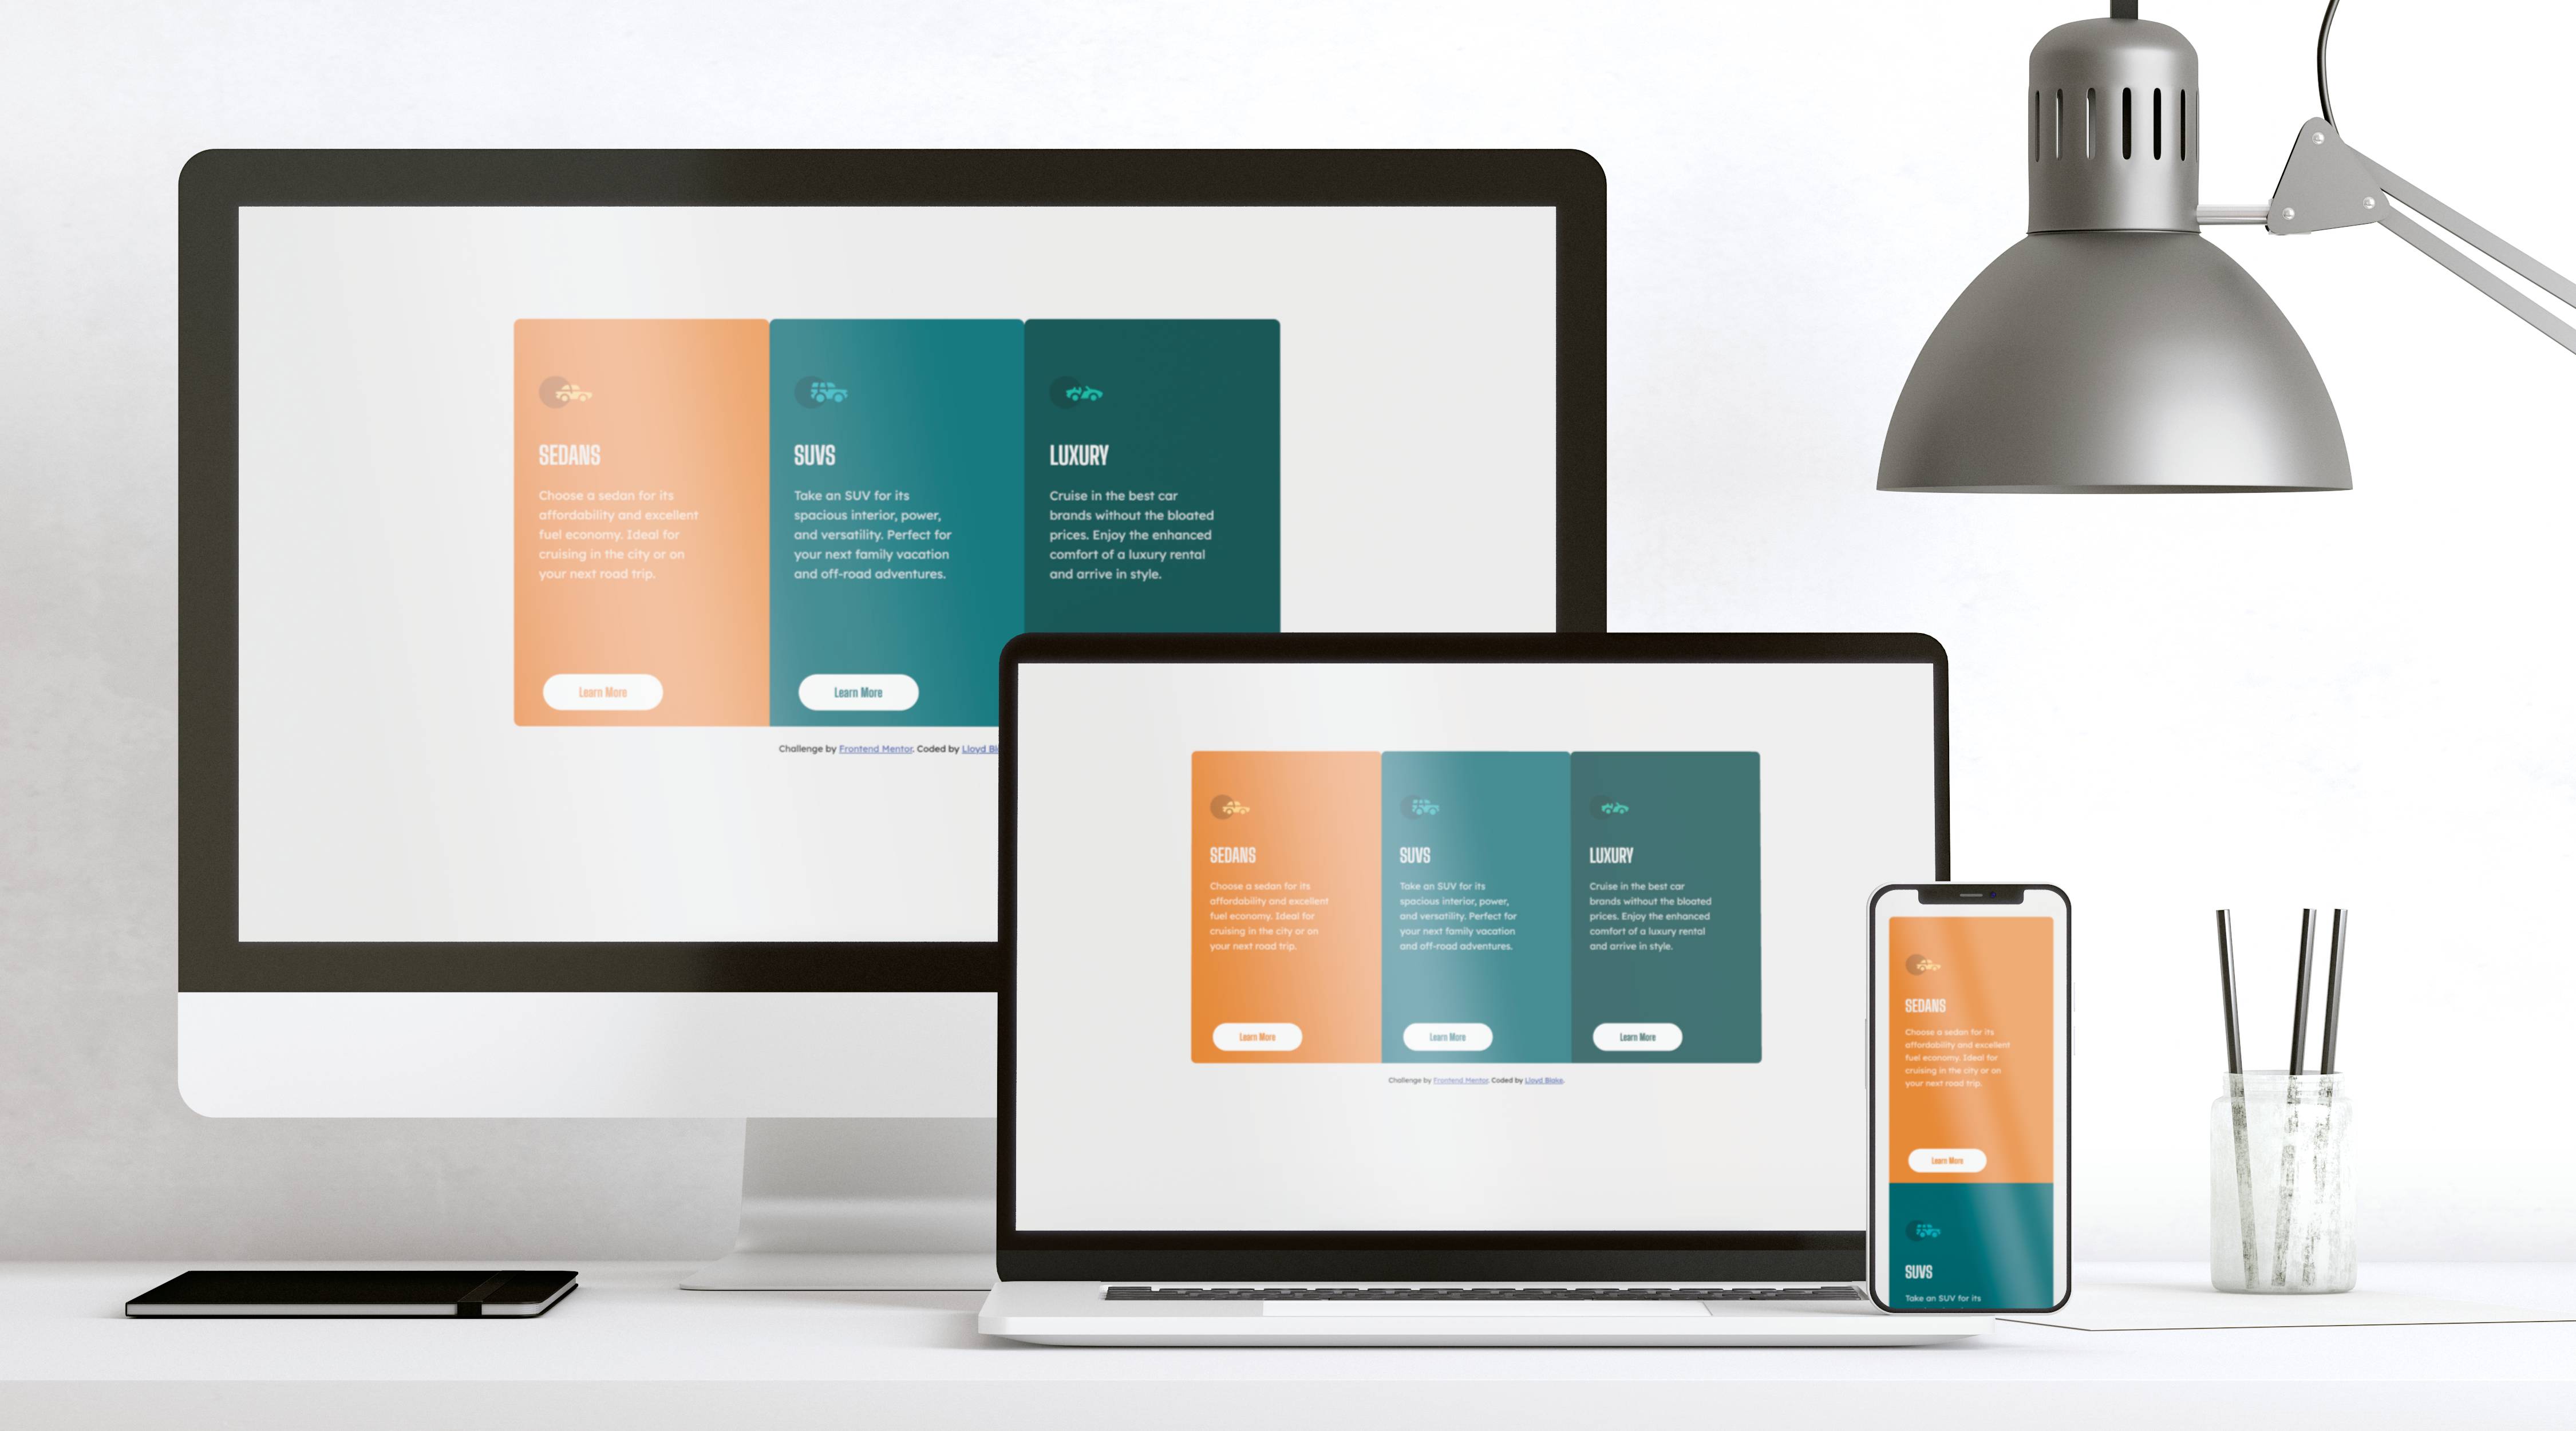 SEDANS
Choose a sedan for its
affordability and excellent
fuel economy. Ideal for
cruising in the city or on
your next road trip.
Learn More
SUVS
Take an SUV for its
spacious interior, power,
and versatility. Perfect for
your next family vacation
and off-road adventures.
Learn More
LUXURY
Cruise in the best car
brands without the bloated
prices. Enjoy the enhanced
comfort of a luxury rental
and arrive in style.
Challenge by Frontend Mentor. Coded by Lloyd
SEDANS
Choose a sedan for its
affordability and excellent
fuel economy. Ideal for
cruising in the city or on
your next road trip.
Learn More
SUVS
Take an SUV for its
spacious interior, power,
and versatility. Perfect for
your next family vacation
and off-road adventures.
Learn More
LUXURY
Cruise in the best car
brands without the bloated
prices. Enjoy the enhanced
comfort of a luxury rental
and arrive in style.
Learn More
Challenge by Frontend Mentor. Coded by Lloyd Blake.
SEDANS
Choose a sedan for its
affordability and excellent
fuel economy. Ideal for
cruising in the city or on
your next road trip.
Learn More
SUVS
Take an SUV for its